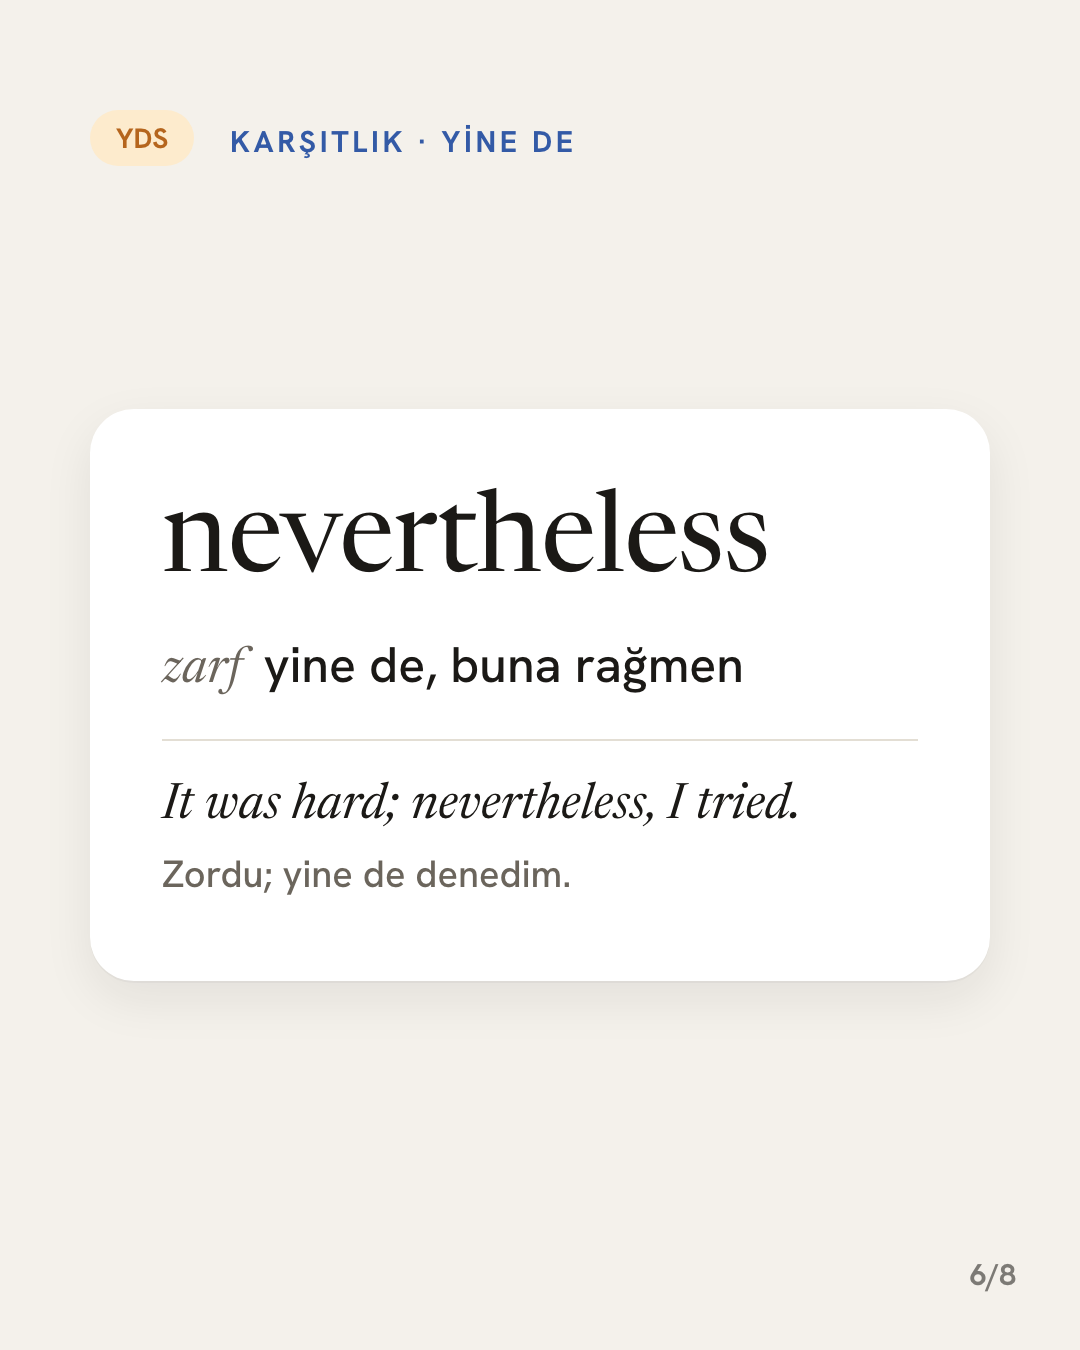 YDS
KARŞITLIK · YİNE DE
nevertheless
zarf yine de, buna rağmen
It was hard; nevertheless, I tried.
Zordu; yine de denedim.
6/8